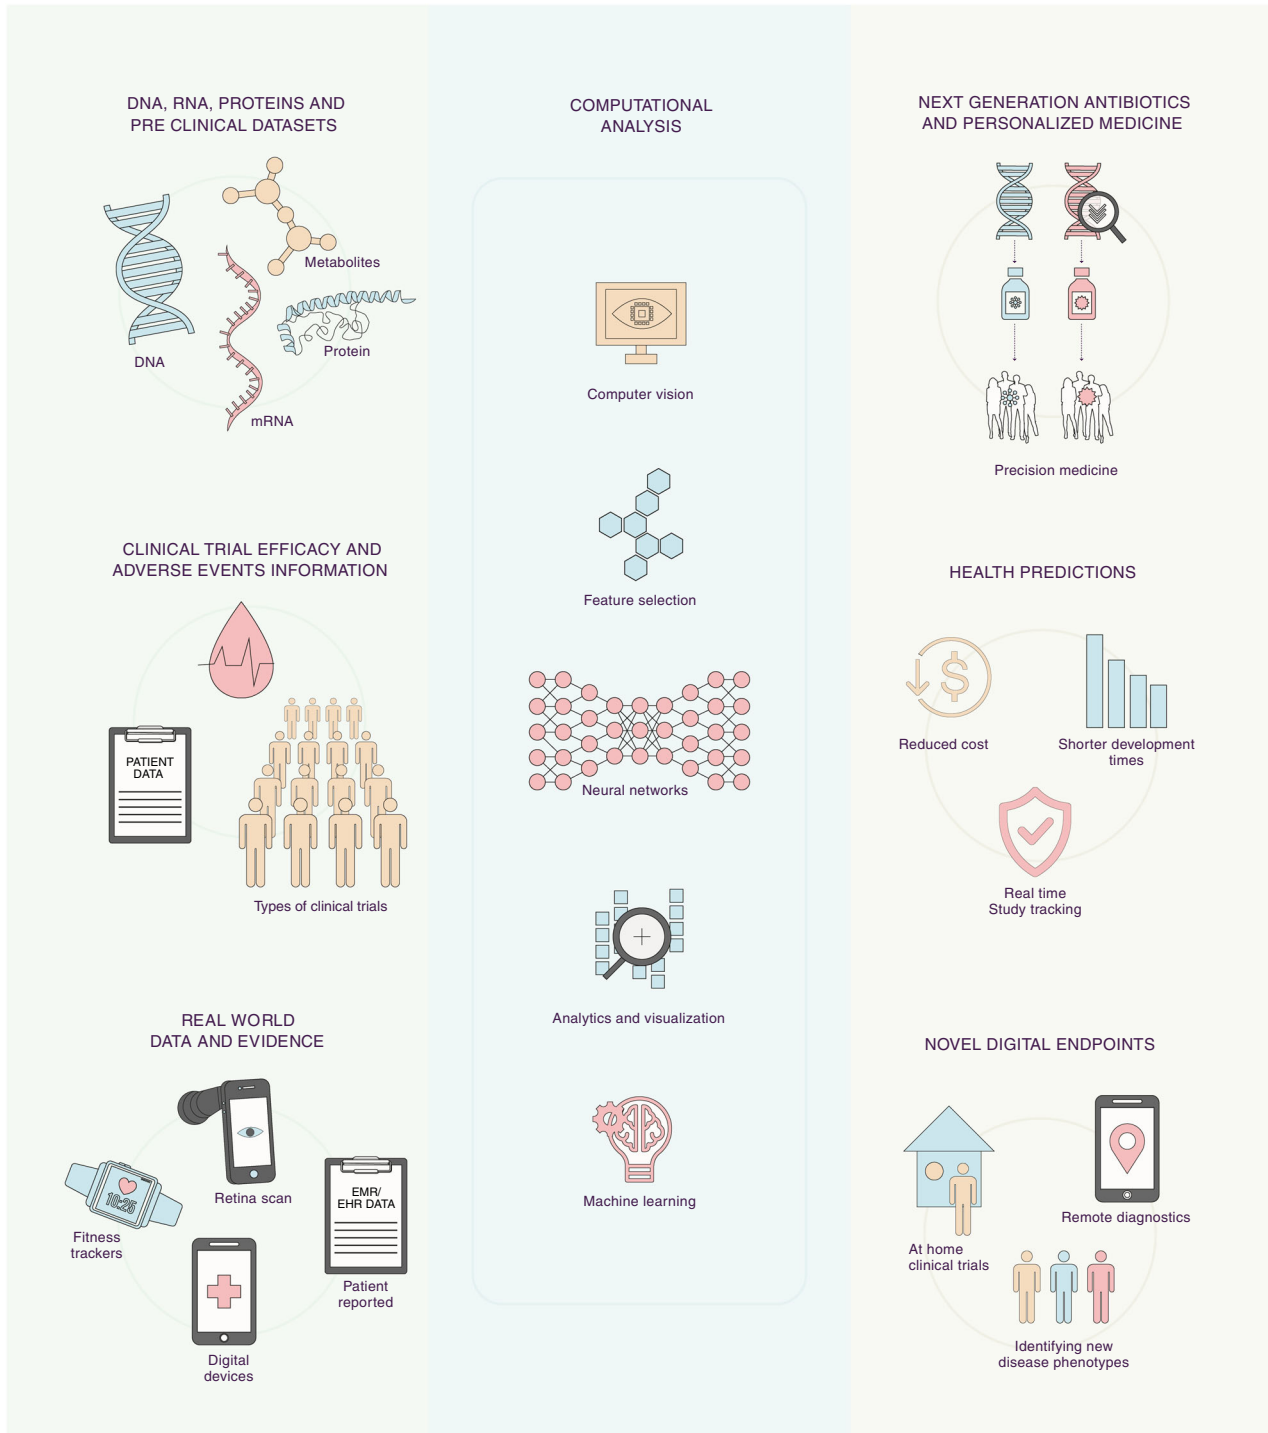 DNA, RNA, PROTEINS AND
PRE CLINICAL DATASETS
Metabolites
Protein
DNA
mRNA
CLINICAL TRIAL EFFICACY AND
ADVERSE EVENTS INFORMATION
PATIENT
DATA
Types of clinical trials
REAL WORLD
DATA AND EVIDENCE
Retina scan
10:25
Fitness
trackers
EMR/
EHR DATA
Patient
reported
Digital
devices
COMPUTATIONAL
ANALYSIS
Computer vision
Feature selection
Neural networks
Analytics and visualization
Machine learning
NEXT GENERATION ANTIBIOTICS
AND PERSONALIZED MEDICINE
Precision medicine
HEALTH PREDICTIONS
$
Reduced cost
Shorter development
times
Real time
Study tracking
NOVEL DIGITAL ENDPOINTS
Remote diagnostics
At home
clinical trials
Identifying new
disease phenotypes